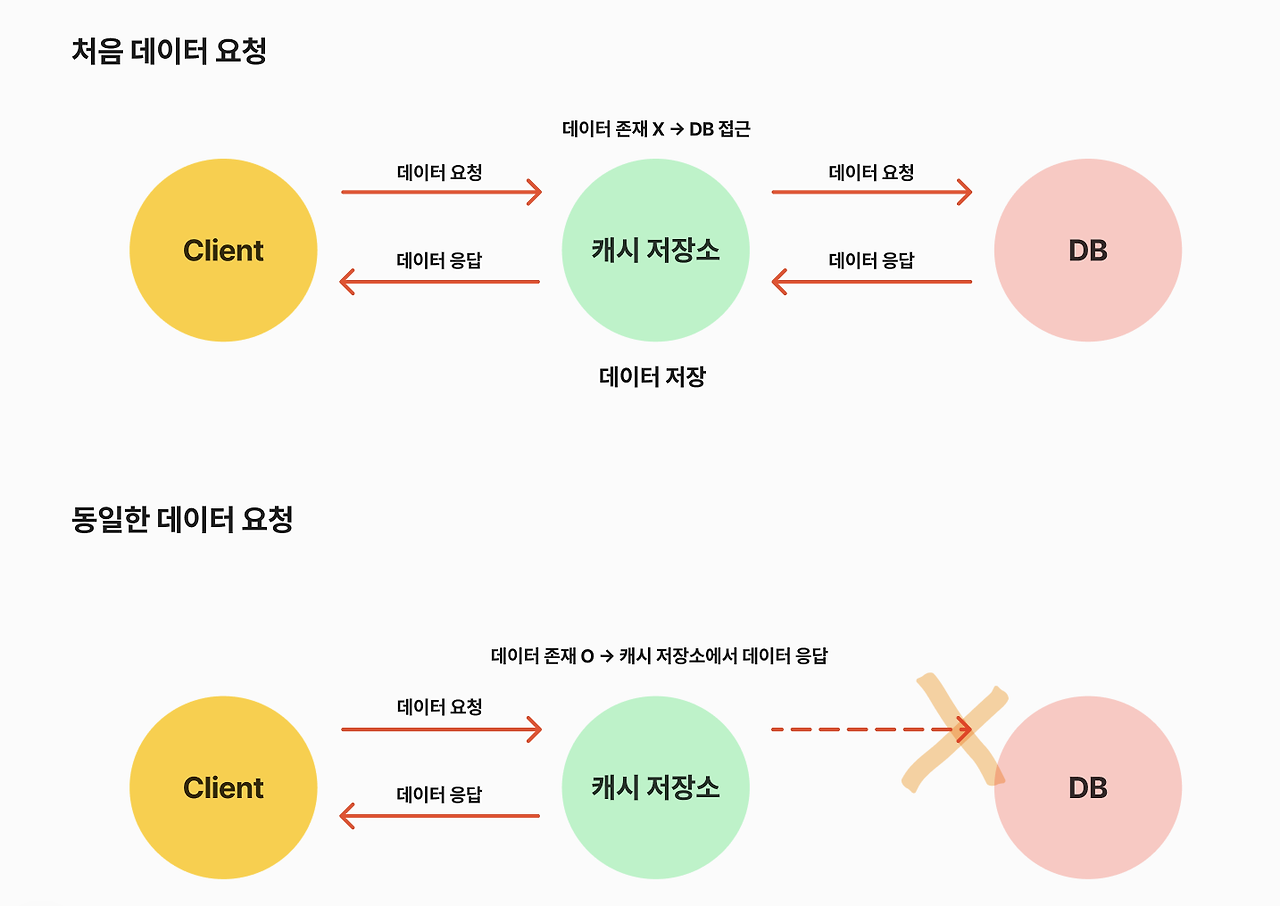 처음 데이터 요청
데이터 존재 X → DB 접근
데이터 요청
데이터 요청
Client
캐시 저장소
DB
데이터 응답
데이터 응답
데이터 저장
동일한 데이터 요청
데이터 존재 O → 캐시 저장소에서 데이터 응답
데이터 요청
Client
캐시 저장소
DB
데이터 응답